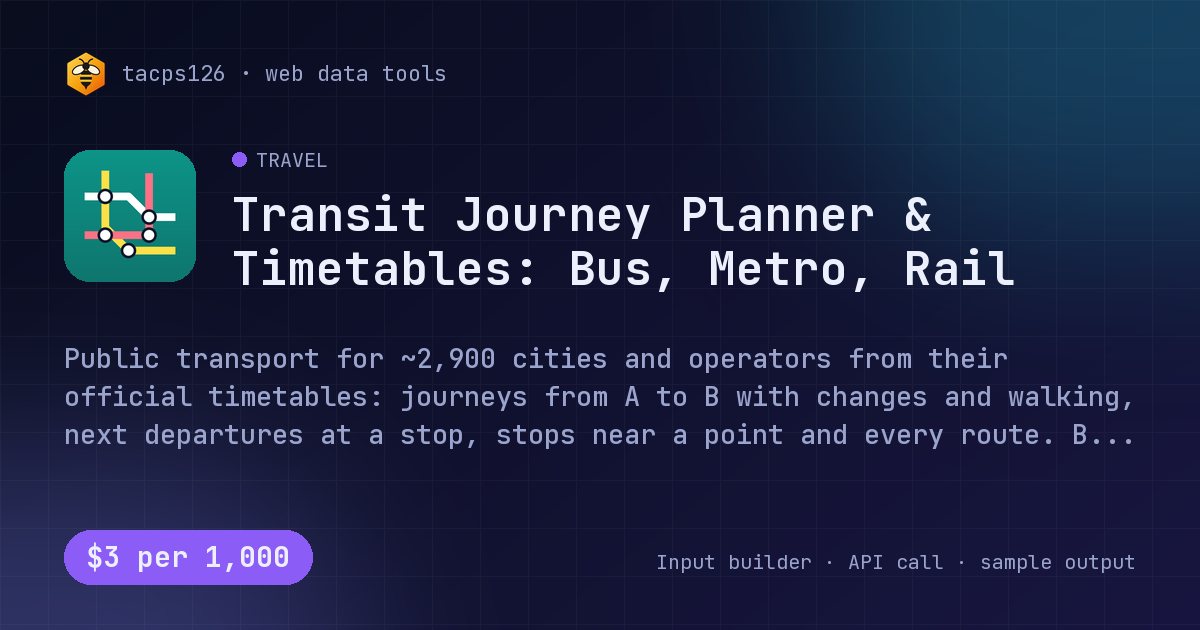 tacps126 · web data tools
TRAVEL
Transit Journey Planner &
Timetables: Bus, Metro, Rail
Public transport for ~2,900 cities and operators from their
official timetables: journeys from A to B with changes and walking,
next departures at a stop, stops near a point and every route. B...
$3 per 1,000
Input builder · API call · sample output